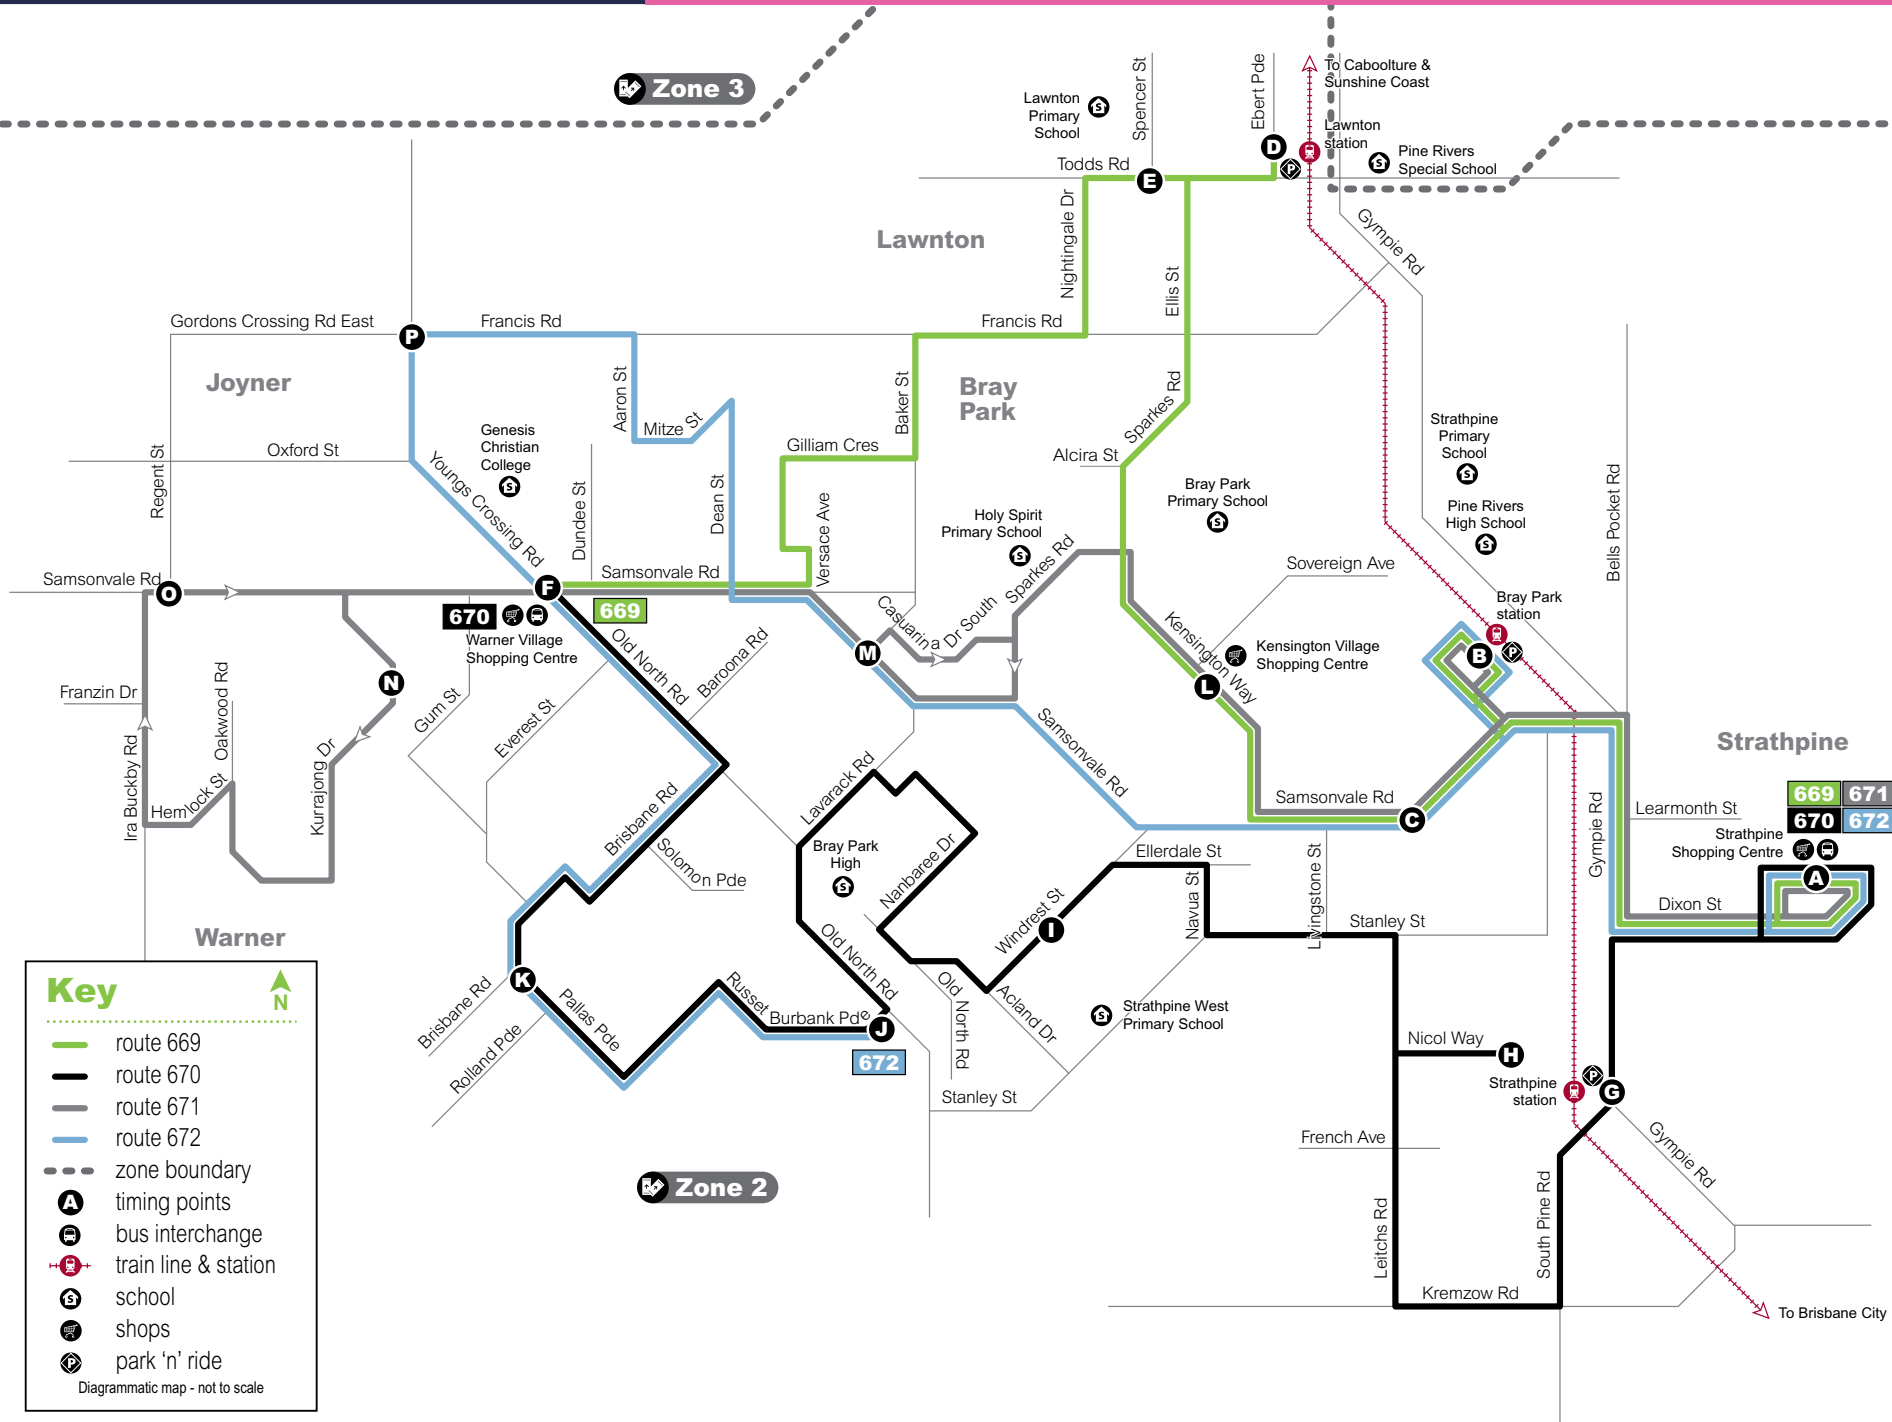 Zone 3
To Caboolture &
Sunshine Coast
Lawnton
Primary
School
Spencer St
Ebert Pde
Lawnton
station
D
Pine Rivers
Special School
Todds Rd
E
Nightingale Dr
Gympie Rd
Lawnton
Ellis St
Gordons Crossing Rd East
P
Francis Rd
Francis Rd
Joyner
Aaron St
Baker St
Bray
Park
Sparkes Rd
Mitze St
Genesis
Christian
College
Oxford St
Regent St
Youngs Crossing Rd
Gilliam Cres
Alcira St
Strathpine
Primary
School
Bray Park
Primary School
Pine Rivers
High School
Bells Pocket Rd
Dundee St
Dean St
Versace Ave
Holy Spirit
Primary School
Sparkes Rd
Sovereign Ave
Samsonvale Rd
O
F
Samsonvale Rd
670
669
Warner Village
Shopping Centre
Casuarina Dr South
Bray Park
station
B
Old North Rd
Baroona Rd
M
Kensington Way
Kensington Village
Shopping Centre
L
N
Franzin Dr
Oakwood Rd
Gum St
Everest St
Ira Buckby Rd
Hemlock St
Kurrajong Dr
Samsonvale Rd
Strathpine
Lavarack Rd
Samsonvale Rd
C
Gympie Rd
669
671
670
672
Learmonth St
Strathpine
Shopping Centre
A
Brisbane Rd
Solomon Pde
Bray Park
High
Nanbaree Dr
Ellerdale St
Livingstone St
Navua St
Dixon St
Stanley St
Windrest St
I
Warner
Old North Rd
K
Pallas Pde
Brisbane Rd
Rolland Pde
Russet
Burbank Pde
J
672
Old North Rd
Acland Dr
Strathpine West
Primary School
Nicol Way
H
Strathpine
station
G
Stanley St
French Ave
Gympie Rd
Zone 2
Leitchs Rd
South Pine Rd
Kremzow Rd
To Brisbane City
Key
N
route 669
route 670
route 671
route 672
zone boundary
A
timing points
bus interchange
train line & station
school
shops
park ‘n’ ride
Diagrammatic map - not to scale